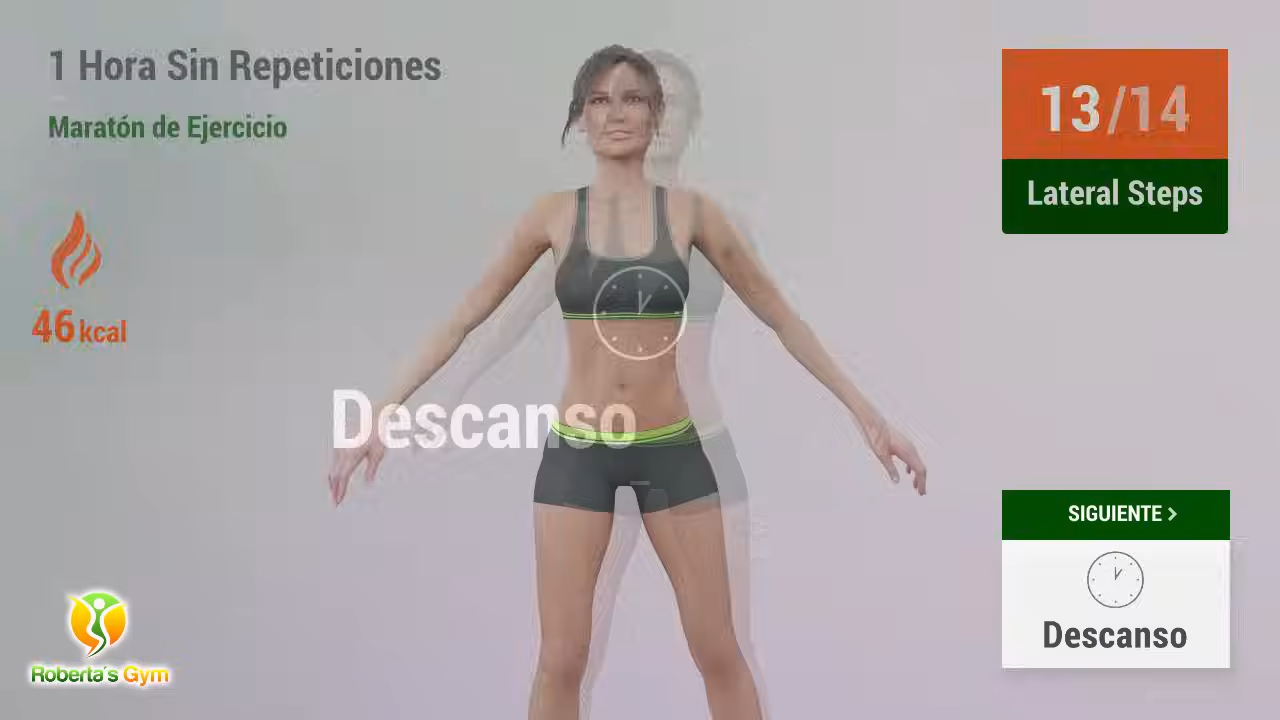 1 Hora Sin Repeticiones
Maratón de Ejercicio
13/14
Lateral Steps
46 kcal
Descanso
SIGUIENTE >
Descanso
Roberta´s Gym